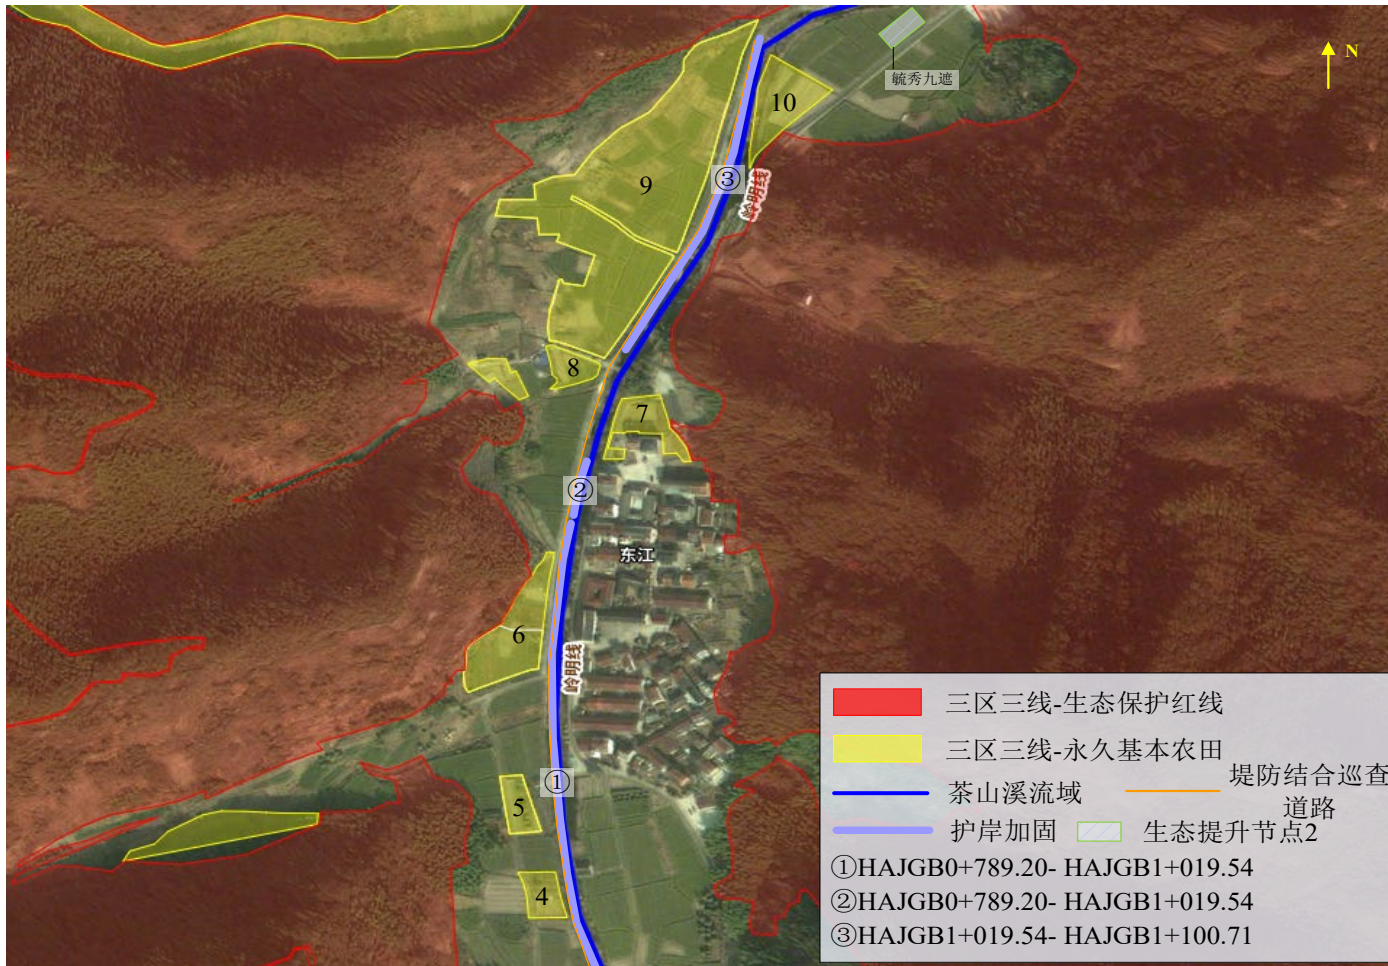 N
毓秀九遮
10
9
③
岭明线
8
7
②
东江
6
岭明线
①
5
4
三区三线-生态保护红线
三区三线-永久基本农田
茶山溪流域
堤防结合巡查
道路
护岸加固
生态提升节点2
①HAJGB0+789.20- HAJGB1+019.54
②HAJGB0+789.20- HAJGB1+019.54
③HAJGB1+019.54- HAJGB1+100.71